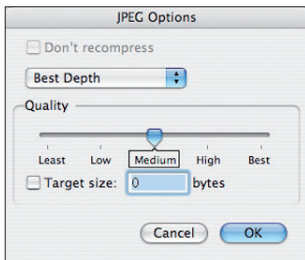 JPEG Options
Don't recompress
Best Depth
Quality
Least Low Medium High Best
Target size: 0 bytes
Cancel OK